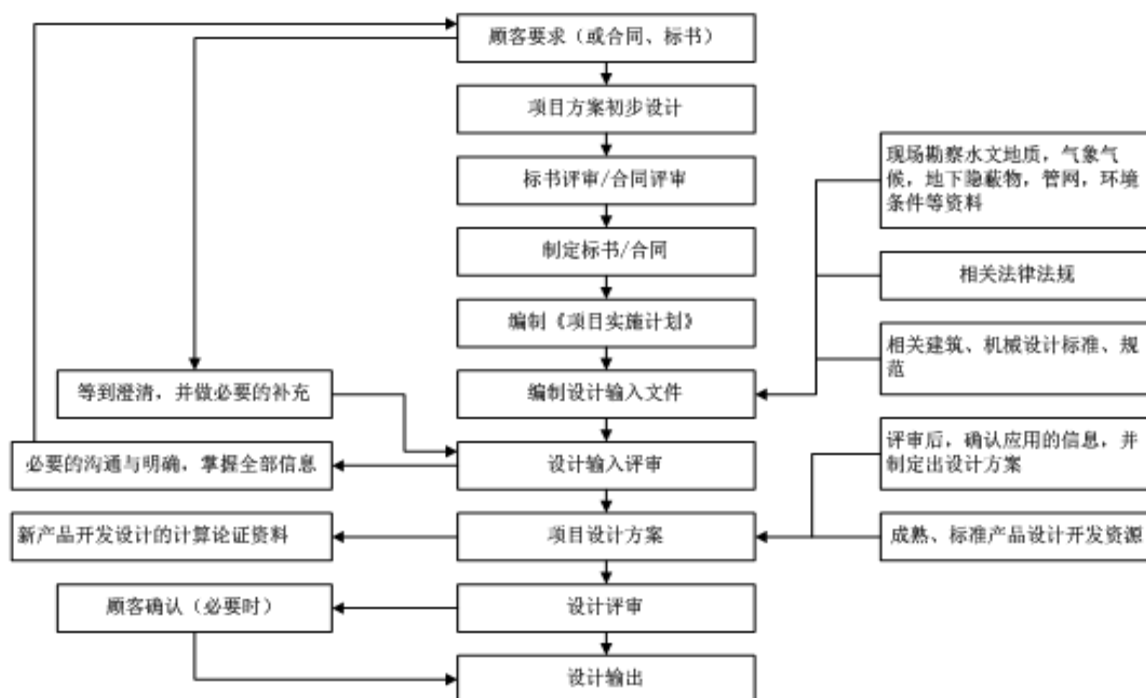 顾客要求（或合同、标书）
项目方案初步设计
标书评审/合同评审
制定标书/合同
编制《项目实施计划》
编制设计输入文件
设计输入评审
项目设计方案
设计评审
设计输出
等到澄清，并做必要的补充
必要的沟通与明确，掌握全部信息
新产品开发设计的计算论证资料
顾客确认（必要时）
现场勘察水文地质，气象气
候，地下隐蔽物，管网，环境
条件等资料
相关法律法规
相关建筑、机械设计标准、规
范
评审后，确认应用的信息，并
制定出设计方案
成熟、标准产品设计开发资源